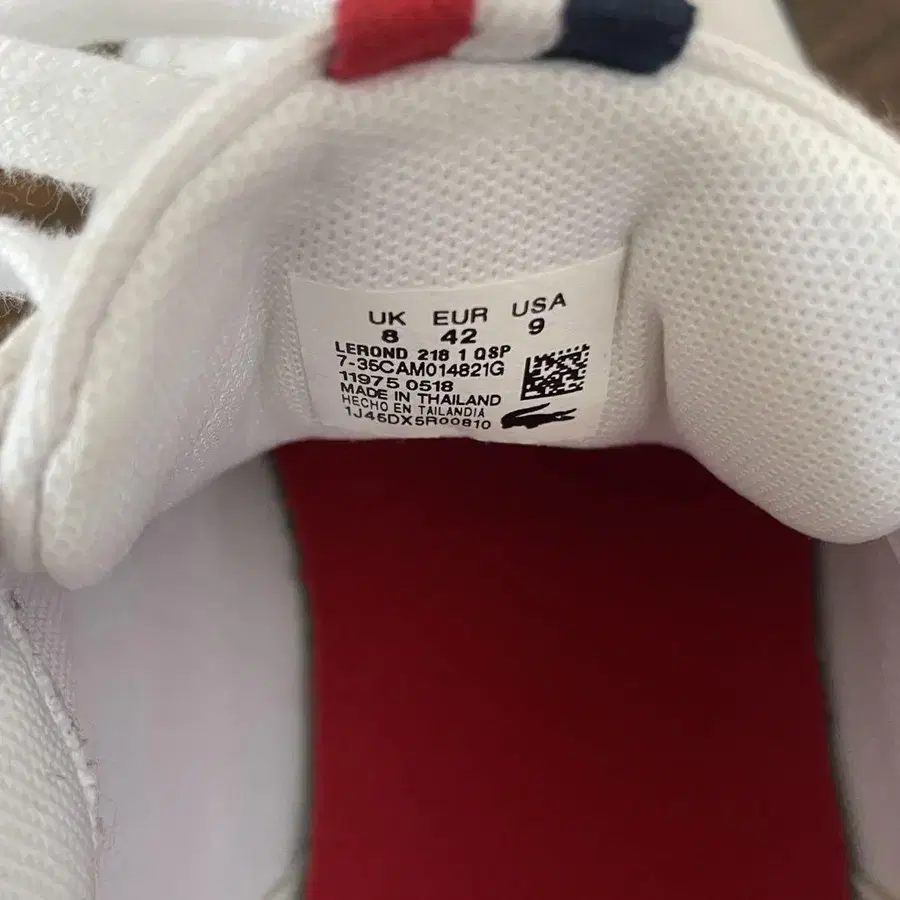 UK EUR USA
8 42 9
LEROND 218 1 QSP
7-35CAM014821G
11975 0518
MADE IN THAILAND
HECHO EN TAILANDIA
1J45DX5R00810